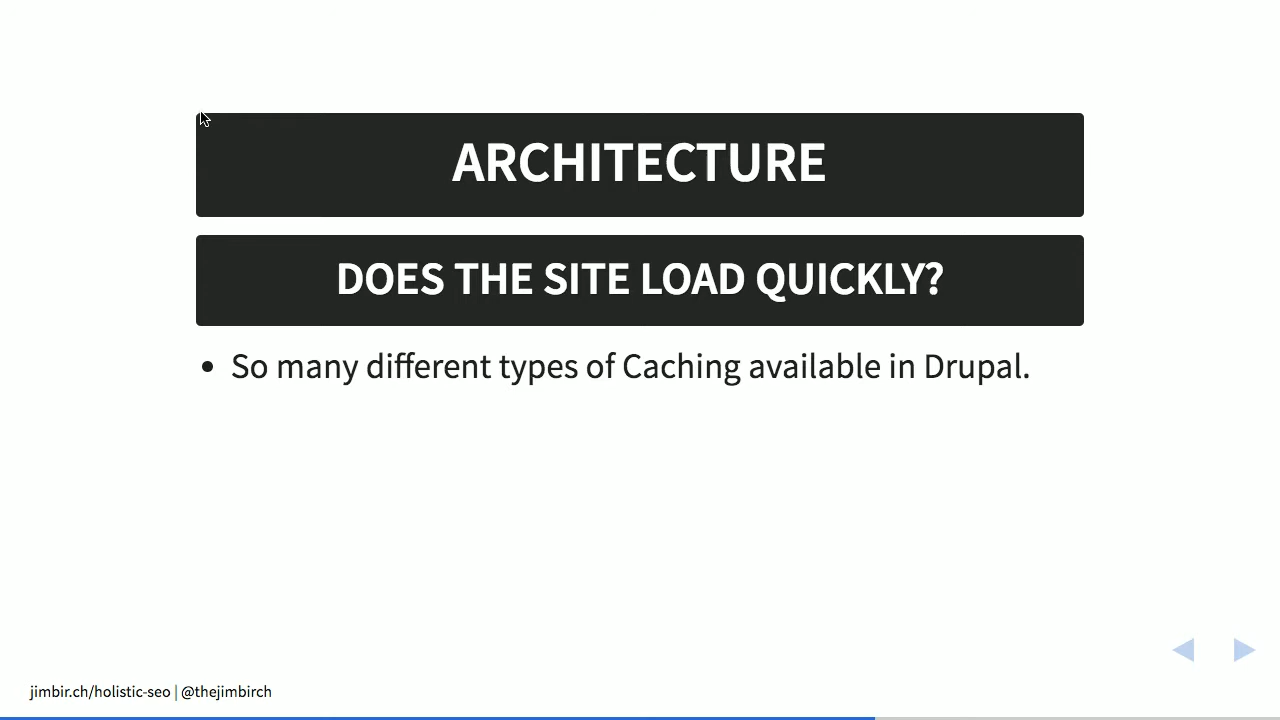 ARCHITECTURE
DOES THE SITE LOAD QUICKLY?
• So many different types of Caching available in Drupal.
jimbir.ch/holistic-seo | @thejimbirch